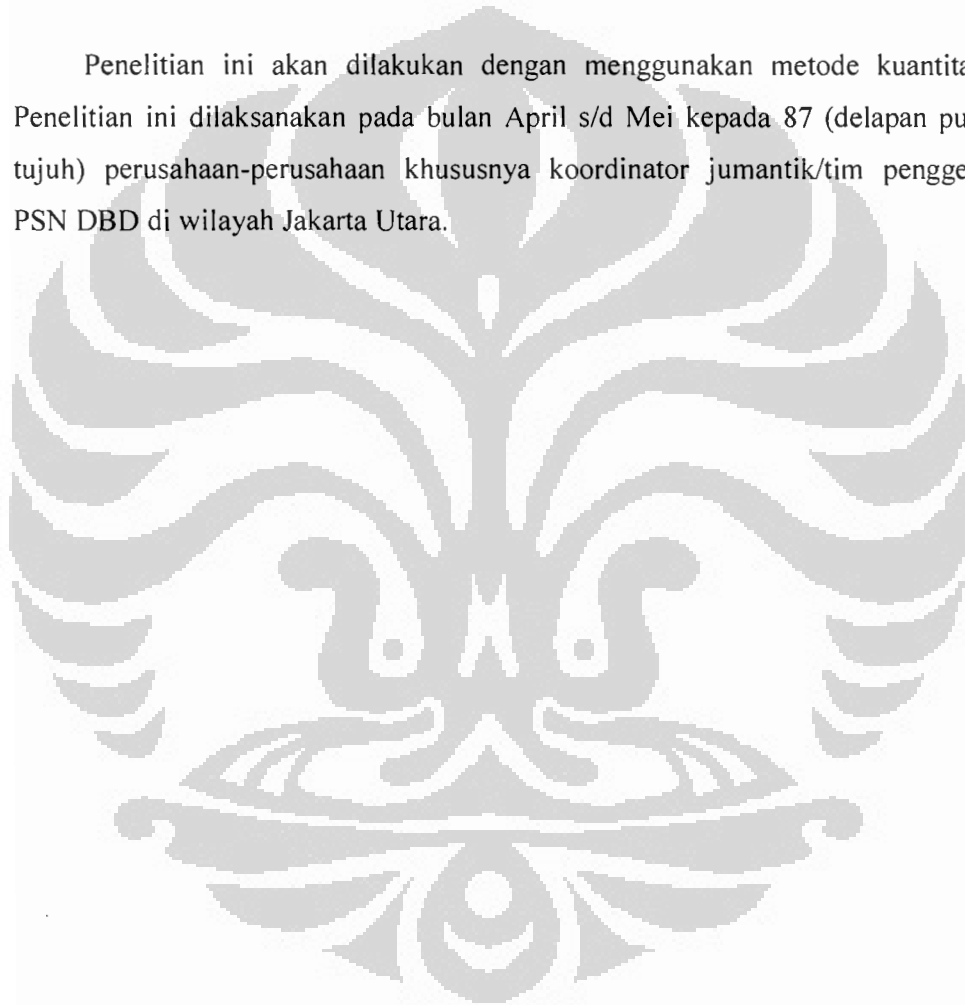 Penelitian ini akan dilakukan dengan menggunakan metode kuantita
Penelitian ini dilaksanakan pada bulan April s/d Mei kepada 87 (delapan pu
tujuh) perusahaan-perusahaan khususnya koordinator jumantik/tim pengge
PSN DBD di wilayah Jakarta Utara.